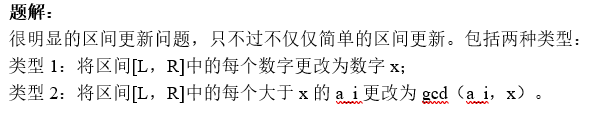 题解：
很明显的区间更新问题，只不过不仅仅简单的区间更新。包括两种类型：
类型 1：将区间[L，R]中的每个数字更改为数字 x；
类型 2：将区间[L，R]中的每个大于 x 的 a_i 更改为 gcd（a_i，x）。